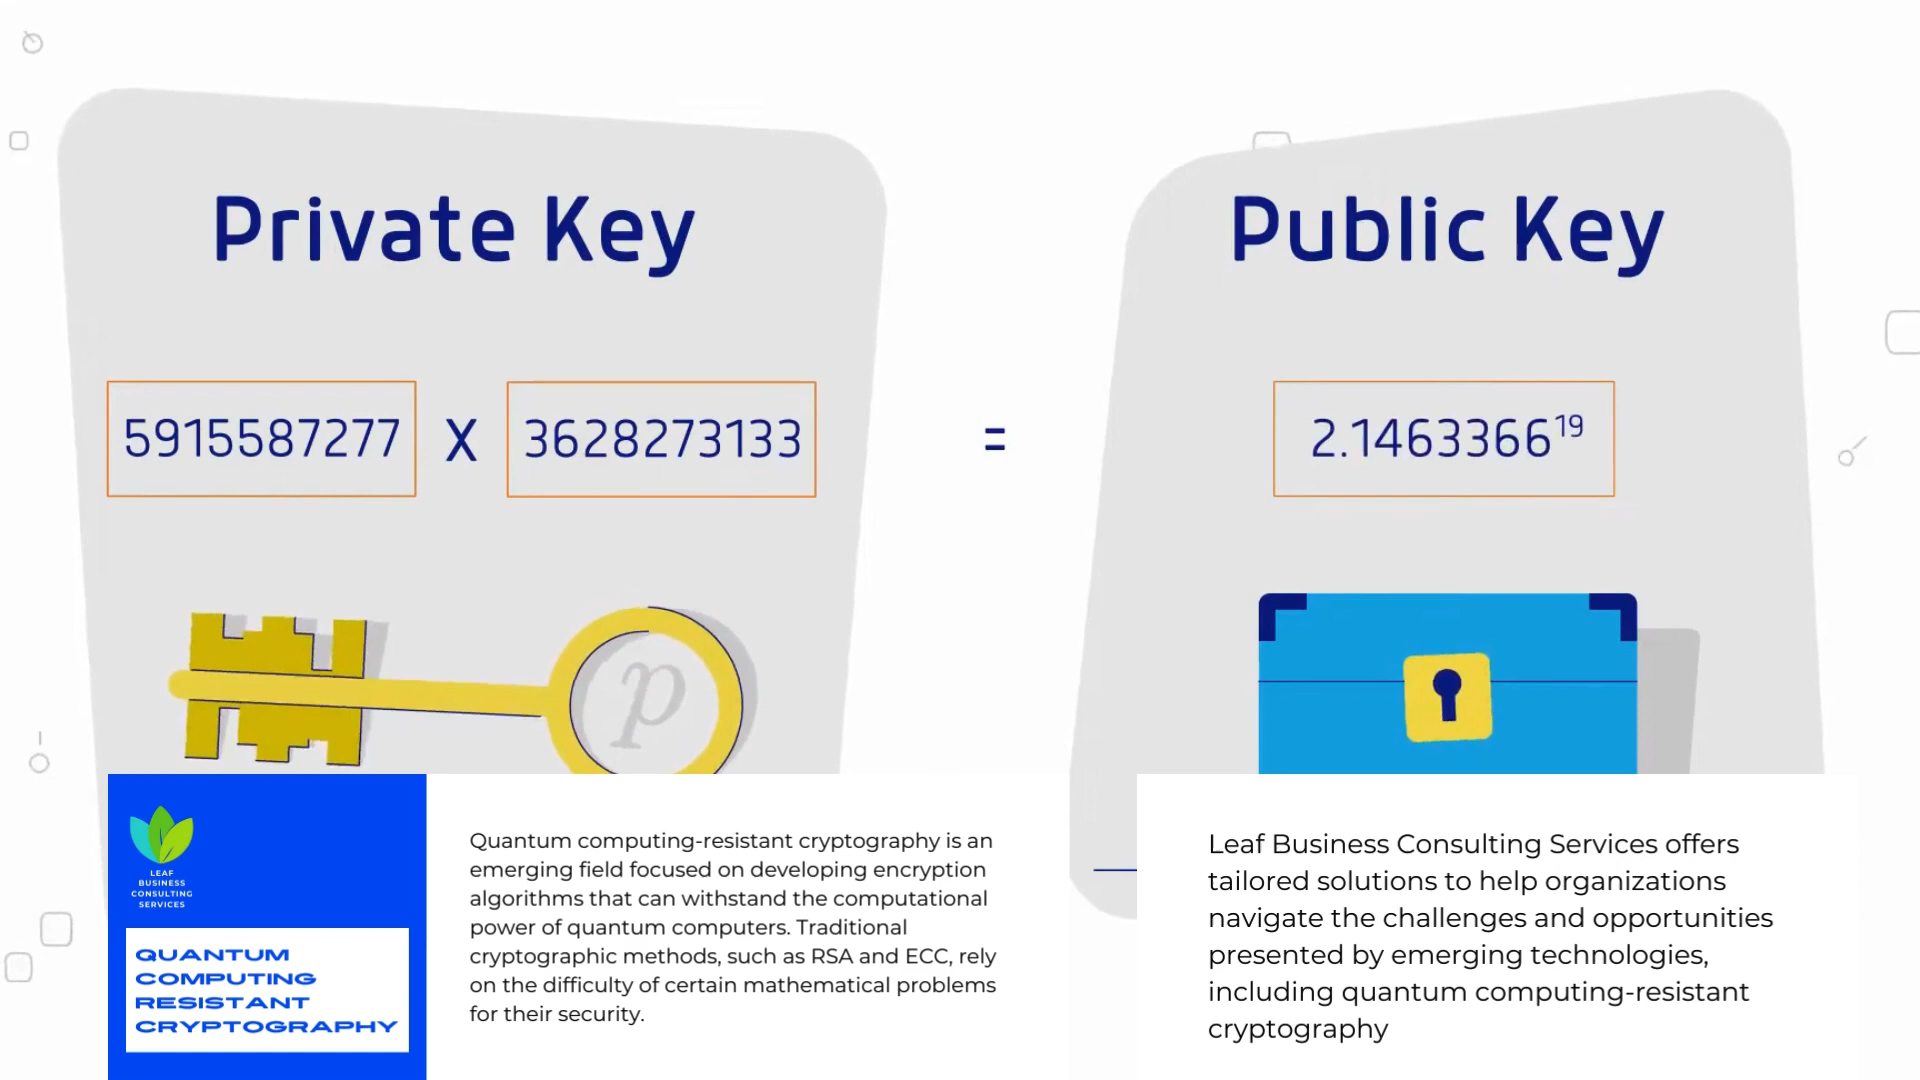 Private Key
Public Key
5915587277 X 3628273133 = 2.1463366¹⁹
p
LEAF
BUSINESS
CONSULTING
SERVICES
QUANTUM
COMPUTING
RESISTANT
CRYPTOGRAPHY
Quantum computing-resistant cryptography is an
emerging field focused on developing encryption
algorithms that can withstand the computational
power of quantum computers. Traditional
cryptographic methods, such as RSA and ECC, rely
on the difficulty of certain mathematical problems
for their security.
Leaf Business Consulting Services offers
tailored solutions to help organizations
navigate the challenges and opportunities
presented by emerging technologies,
including quantum computing-resistant
cryptography